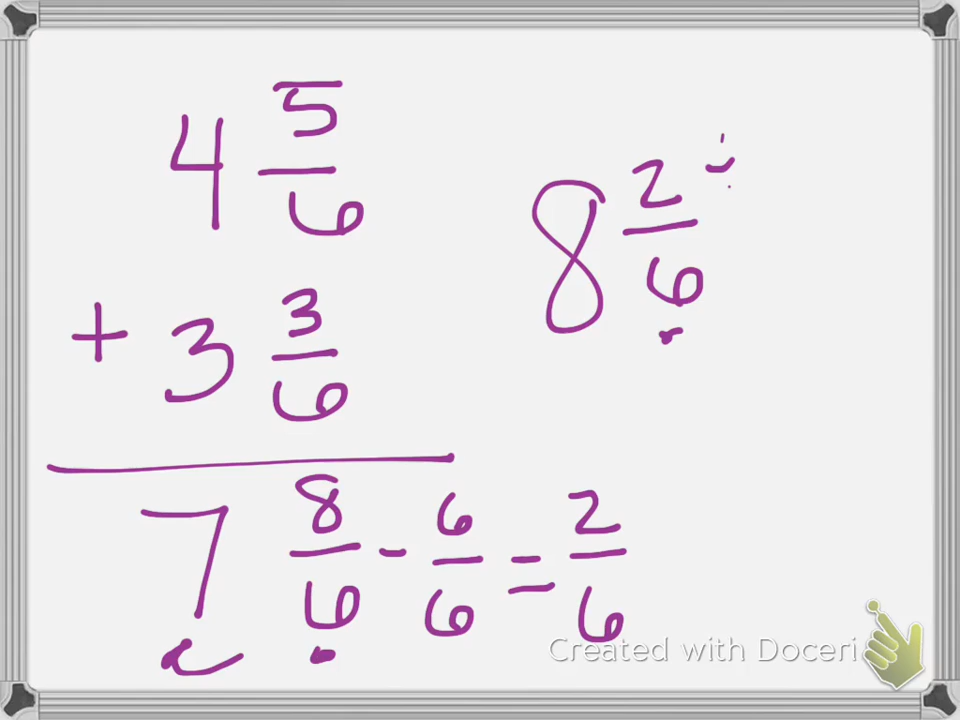 4 5/6
+ 3 3/6
7 8/6 - 6/6 = 2/6
8 2/6 ÷
Created with Doceri